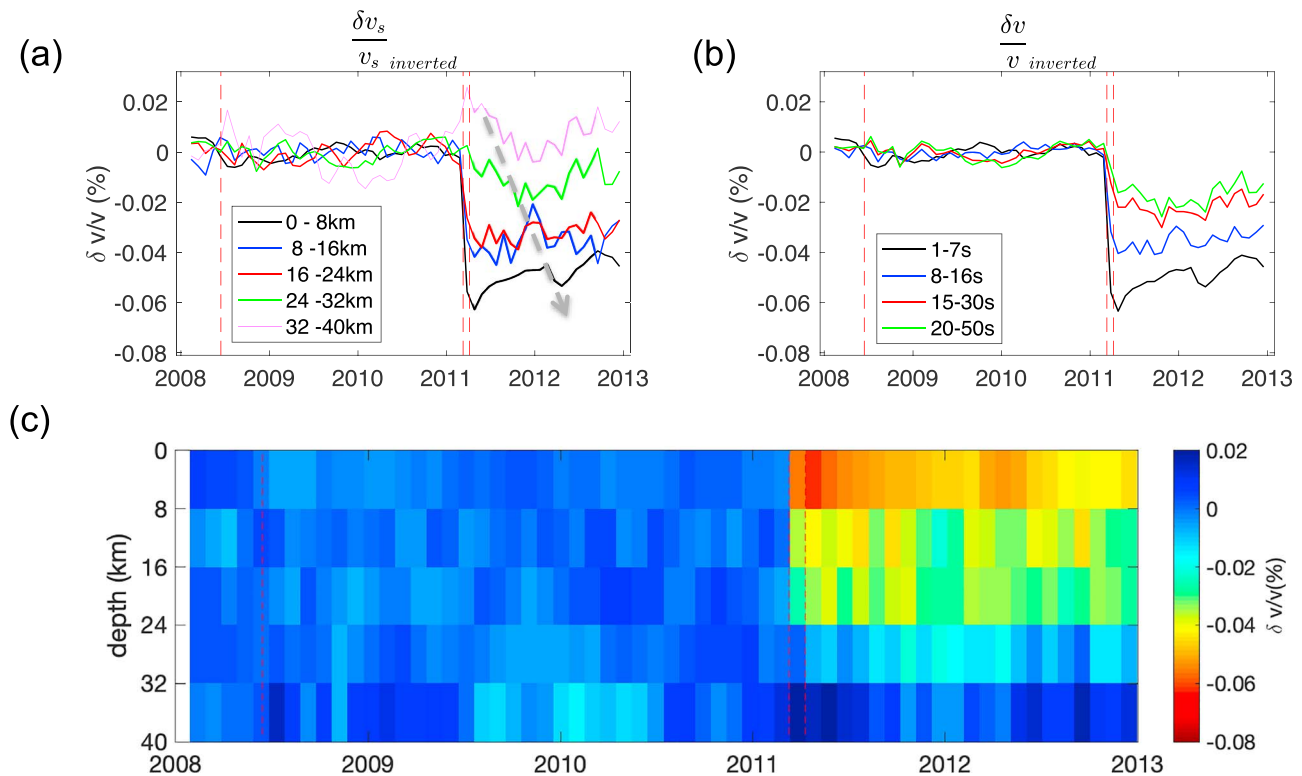 (a)
δvₛ
vₛ inverted
0.02
0
-0.02
-0.04
-0.06
-0.08
δ v/v (%)
0 - 8km
8 -16km
16 -24km
24 -32km
32 -40km
2008 2009 2010 2011 2012 2013
(b)
δv
v inverted
0.02
0
-0.02
-0.04
-0.06
-0.08
δ v/v (%)
1-7s
8-16s
15-30s
20-50s
2008 2009 2010 2011 2012 2013
(c)
0
8
16
24
32
40
depth (km)
2008 2009 2010 2011 2012 2013
0.02
0
-0.02
-0.04
-0.06
-0.08
δ v/v(%)